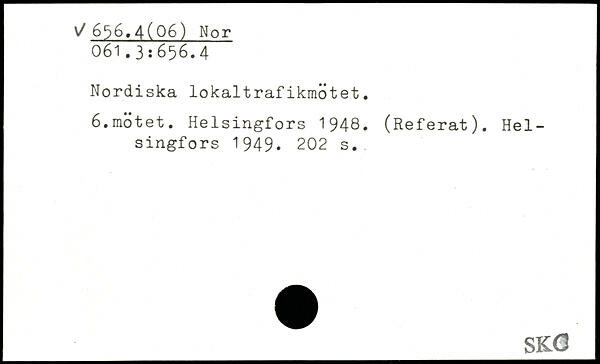 √ 656.4(06) Nor
061.3:656.4
Nordiska lokaltrafikmötet.
6.mötet. Helsingfors 1948. (Referat). Hel-
singfors 1949. 202 s.
SKC